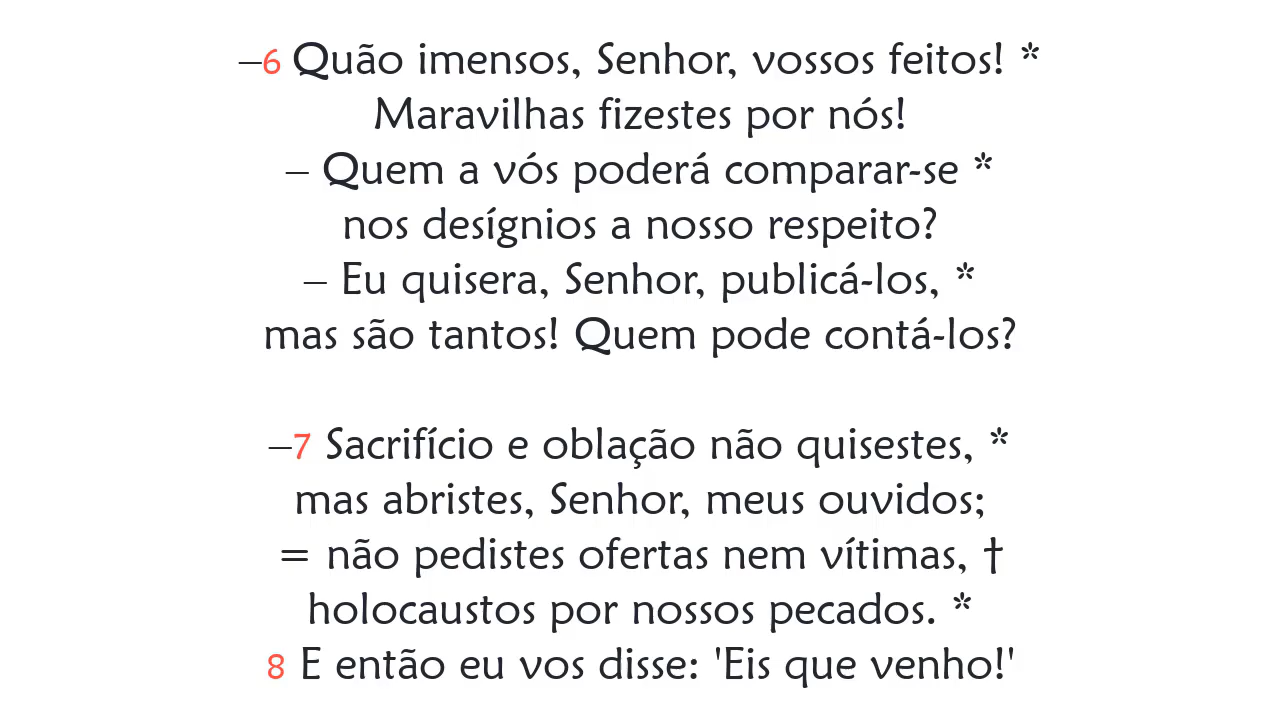 –6 Quão imensos, Senhor, vossos feitos! *
Maravilhas fizestes por nós!
– Quem a vós poderá comparar-se *
nos desígnios a nosso respeito?
– Eu quisera, Senhor, publicá-los, *
mas são tantos! Quem pode contá-los?
–7 Sacrifício e oblação não quisestes, *
mas abristes, Senhor, meus ouvidos;
= não pedistes ofertas nem vítimas, †
holocaustos por nossos pecados. *
8 E então eu vos disse: 'Eis que venho!'